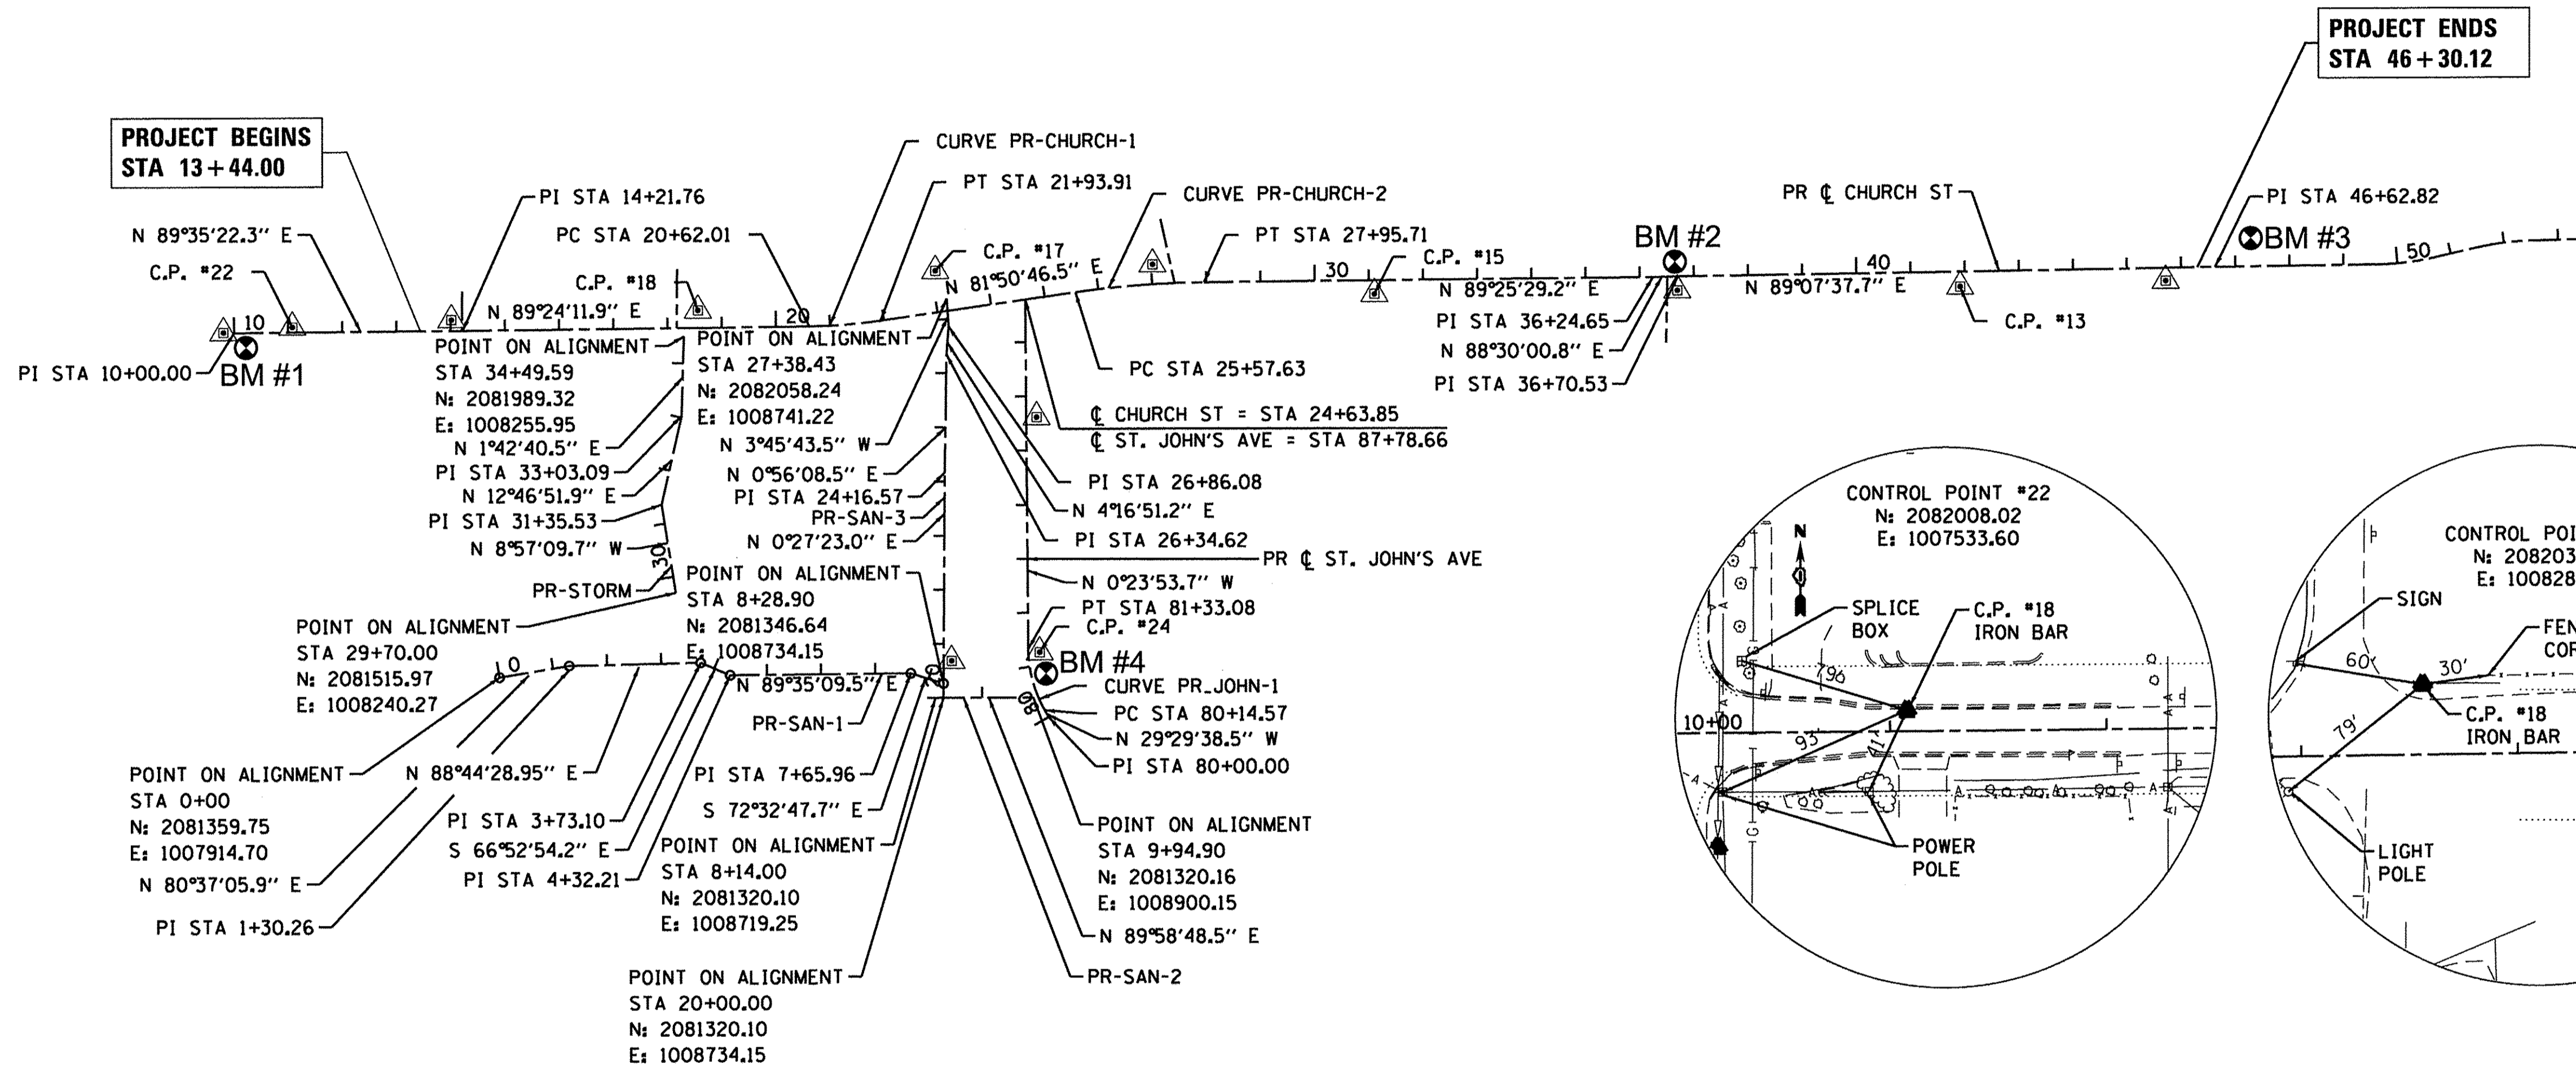 PROJECT ENDS
STA 46+30.12
PROJECT BEGINS
STA 13+44.00
CURVE PR-CHURCH-1
PT STA 21+93.91
PI STA 14+21.76
CURVE PR-CHURCH-2
PR ℄ CHURCH ST
PI STA 46+62.82
N 89°35'22.3" E
PC STA 20+62.01
PT STA 27+95.71
BM #2
BM #3
C.P. #22
C.P. #17
C.P. #15
50
C.P. #18
N 81°50'46.5" E
30
40
N 89°24'11.9" E
N 89°25'29.2" E
N 89°07'37.7" E
10
20
PI STA 36+24.65
C.P. #13
N 88°30'00.8" E
PI STA 36+70.53
PI STA 10+00.00
BM #1
PC STA 25+57.63
POINT ON ALIGNMENT
STA 34+49.59
N: 2081989.32
E: 1008255.95
POINT ON ALIGNMENT
STA 27+38.43
N: 2082058.24
E: 1008741.22
℄ CHURCH ST = STA 24+63.85
℄ ST. JOHN'S AVE = STA 87+78.66
N 1°42'40.5" E
PI STA 33+03.09
N 12°46'51.9" E
PI STA 31+35.53
N 8°57'09.7" W
30
PR-STORM
N 3°45'43.5" W
N 0°56'08.5" E
PI STA 24+16.57
PR-SAN-3
N 0°27'23.0" E
PI STA 26+86.08
N 4°16'51.2" E
PI STA 26+34.62
PR ℄ ST. JOHN'S AVE
N 0°23'53.7" W
PT STA 81+33.08
C.P. #24
BM #4
POINT ON ALIGNMENT
STA 8+28.90
N: 2081346.64
E: 1008734.15
POINT ON ALIGNMENT
STA 29+70.00
N: 2081515.97
E: 1008240.27
0
N 89°35'09.5" E
PR-SAN-1
80
CURVE PR_JOHN-1
PC STA 80+14.57
N 29°29'38.5" W
PI STA 80+00.00
POINT ON ALIGNMENT
STA 0+00
N: 2081359.75
E: 1007914.70
N 80°37'05.9" E
PI STA 1+30.26
N 88°44'28.95" E
PI STA 3+73.10
S 66°52'54.2" E
PI STA 4+32.21
PI STA 7+65.96
S 72°32'47.7" E
POINT ON ALIGNMENT
STA 8+14.00
N: 2081320.10
E: 1008719.25
POINT ON ALIGNMENT
STA 9+94.90
N: 2081320.16
E: 1008900.15
N 89°58'48.5" E
POINT ON ALIGNMENT
STA 20+00.00
N: 2081320.10
E: 1008734.15
PR-SAN-2
CONTROL POINT #22
N: 2082008.02
E: 1007533.60
N
SPLICE
BOX
C.P. #18
IRON BAR
10+00
93'
41'
POWER
POLE
CONTROL POI
N: 208203
E: 100828
SIGN
FEN
COR
60'
30'
79'
C.P. #18
IRON BAR
LIGHT
POLE